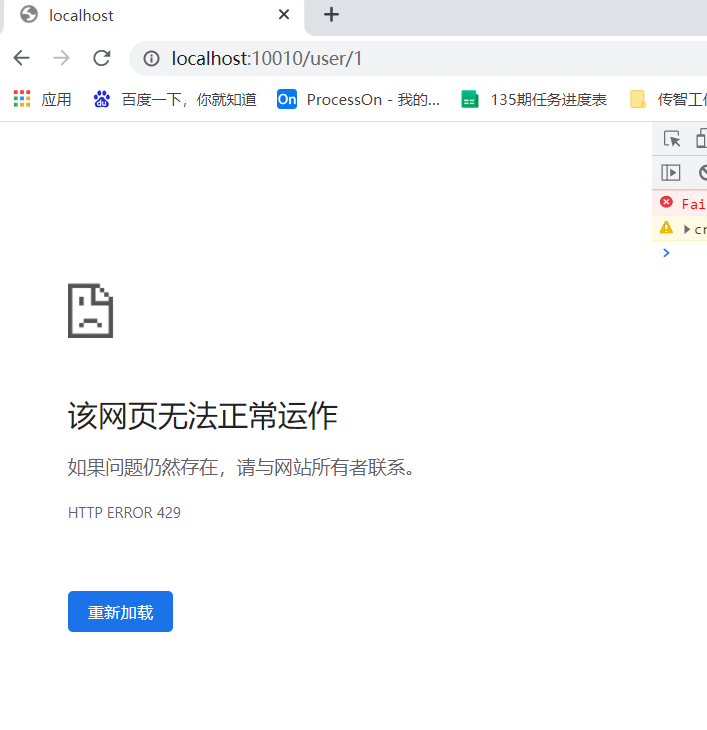 localhost
localhost:10010/user/1
应用 百度一下，你就知道 On ProcessOn - 我的... 135期任务进度表 传智工
Fai
cr
该网页无法正常运作
如果问题仍然存在，请与网站所有者联系。
HTTP ERROR 429
重新加载